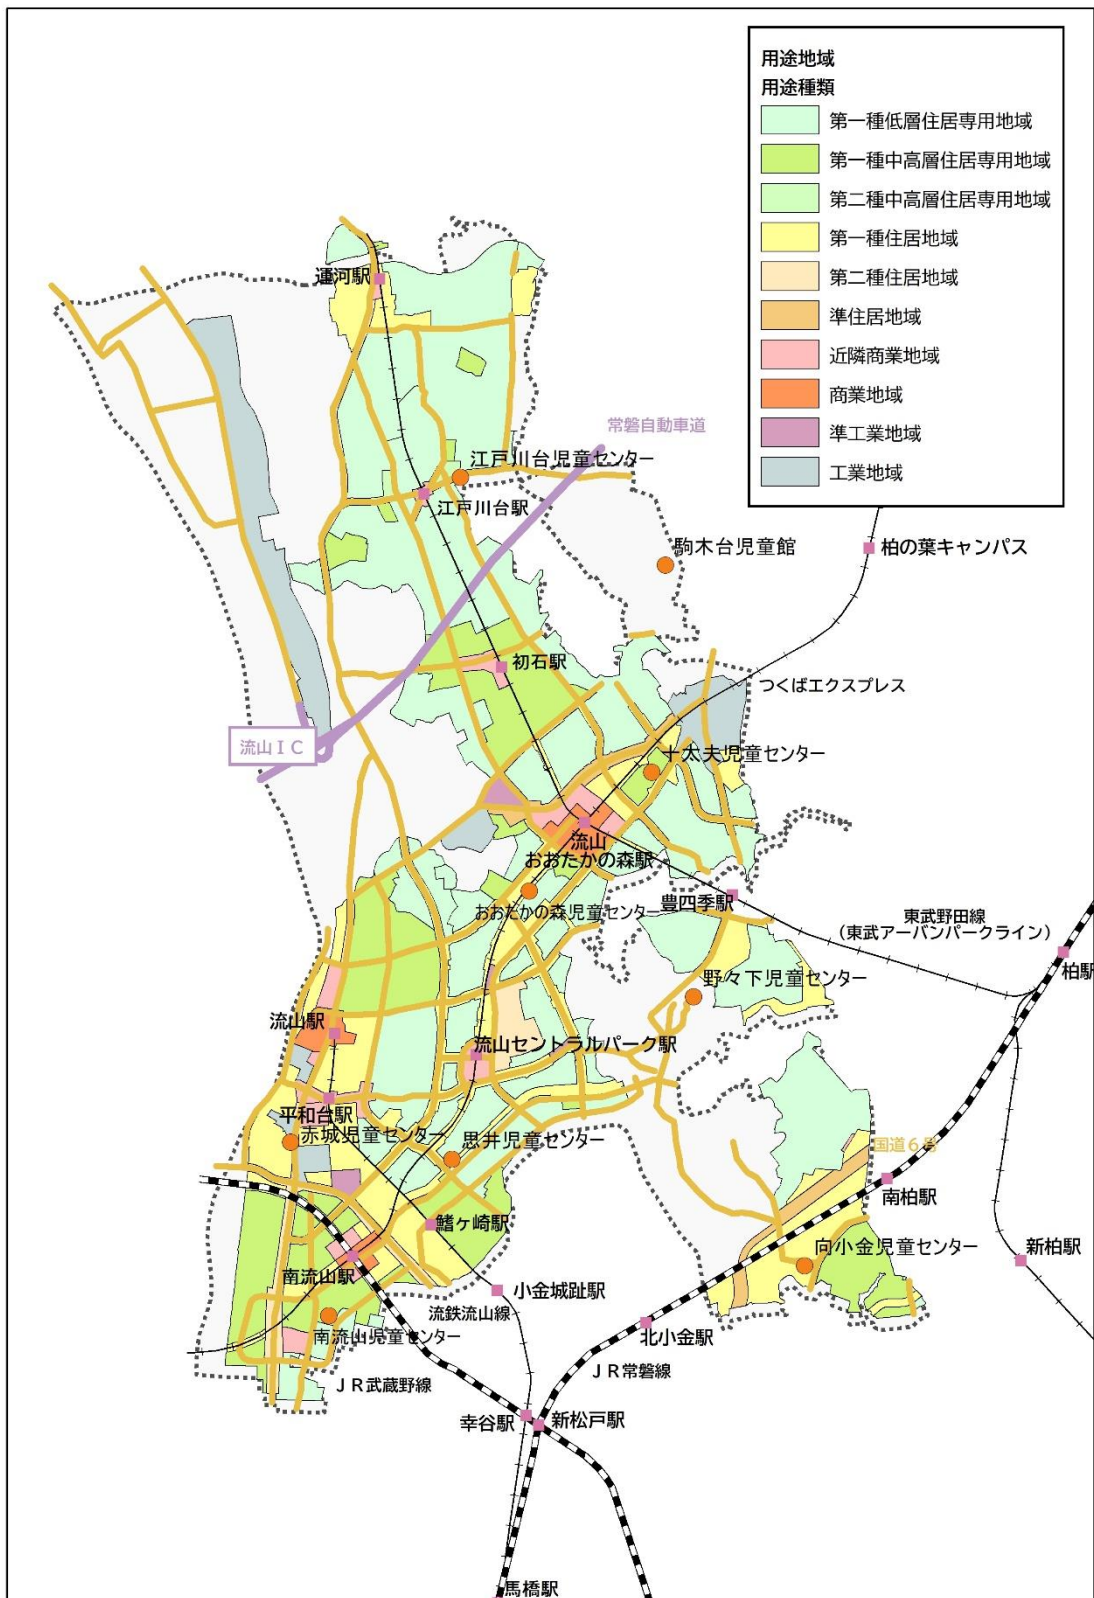 用途地域
用途種類
第一種低層住居専用地域
第一種中高層住居専用地域
第二種中高層住居専用地域
第一種住居地域
第二種住居地域
準住居地域
近隣商業地域
商業地域
準工業地域
工業地域
運河駅
常磐自動車道
江戸川台児童センター
江戸川台駅
駒木台児童館
柏の葉キャンパス
初石駅
つくばエクスプレス
流山IC
十太夫児童センター
流山
おおたかの森駅
豊四季駅
おおたかの森児童センター
東武野田線
(東武アーバンパークライン)
柏駅
野々下児童センター
流山駅
流山セントラルパーク駅
平和台駅
赤城児童センター
思井児童センター
国道6号
南柏駅
鰭ヶ崎駅
向小金児童センター
新柏駅
南流山駅
小金城趾駅
流鉄流山線
南流山児童センター
北小金駅
JR常磐線
JR武蔵野線
幸谷駅
新松戸駅
馬橋駅